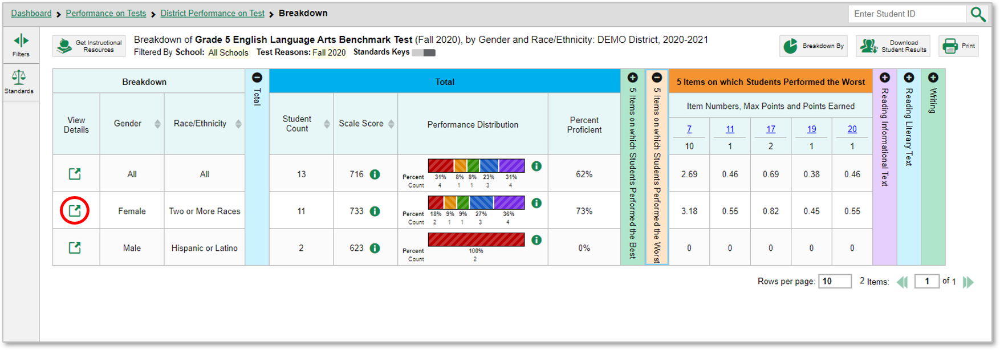 Dashboard > Performance on Tests > District Performance on Test > Breakdown
Enter Student ID
Filters
Standards
Get Instructional
Resources
Breakdown of Grade 5 English Language Arts Benchmark Test (Fall 2020), by Gender and Race/Ethnicity: DEMO District, 2020-2021
Filtered By School: All Schools Test Reasons: Fall 2020 Standards Keys
Breakdown By
Download
Student Results
Print
Breakdown
Total
Total
5 Items on which Students Performed the Best
5 Items on which Students Performed the Worst
5 Items on which Students Performed the Worst
Reading Informational Text
Reading Literary Text
Writing
View
Details
Gender
Race/Ethnicity
Student
Count
Scale Score
Performance Distribution
Percent
Proficient
Item Numbers, Max Points and Points Earned
7 11 17 19 20
10 1 2 1 1
All All 13 716 62% 2.69 0.46 0.69 0.38 0.46
Percent 31% 8% 8% 23% 31%
Count 4 1 1 3 4
Female Two or More Races 11 733 73% 3.18 0.55 0.82 0.45 0.55
Percent 18% 9% 9% 27% 36%
Count 2 1 1 3 4
Male Hispanic or Latino 2 623 0% 0 0 0 0 0
Percent 100%
Count 2
Rows per page: 10 2 Items: 1 of 1